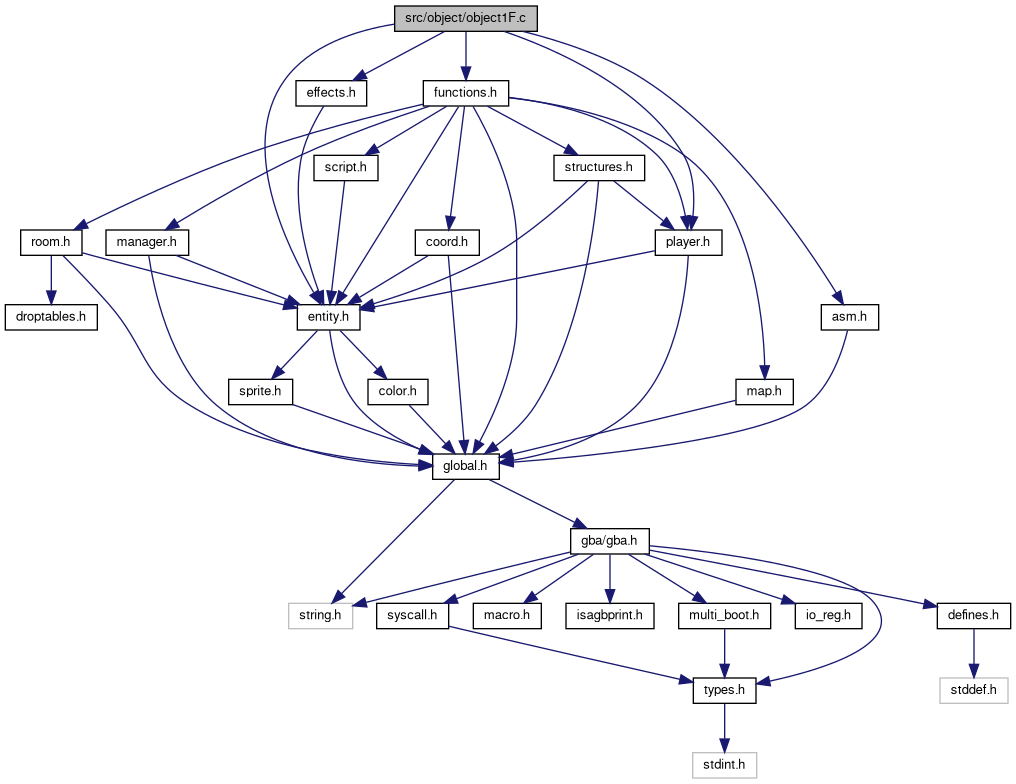 src/object/object1F.c
effects.h
functions.h
script.h
structures.h
room.h
manager.h
coord.h
player.h
droptables.h
entity.h
asm.h
sprite.h
color.h
map.h
global.h
gba/gba.h
string.h
syscall.h
macro.h
isagbprint.h
multi_boot.h
io_reg.h
defines.h
types.h
stddef.h
stdint.h